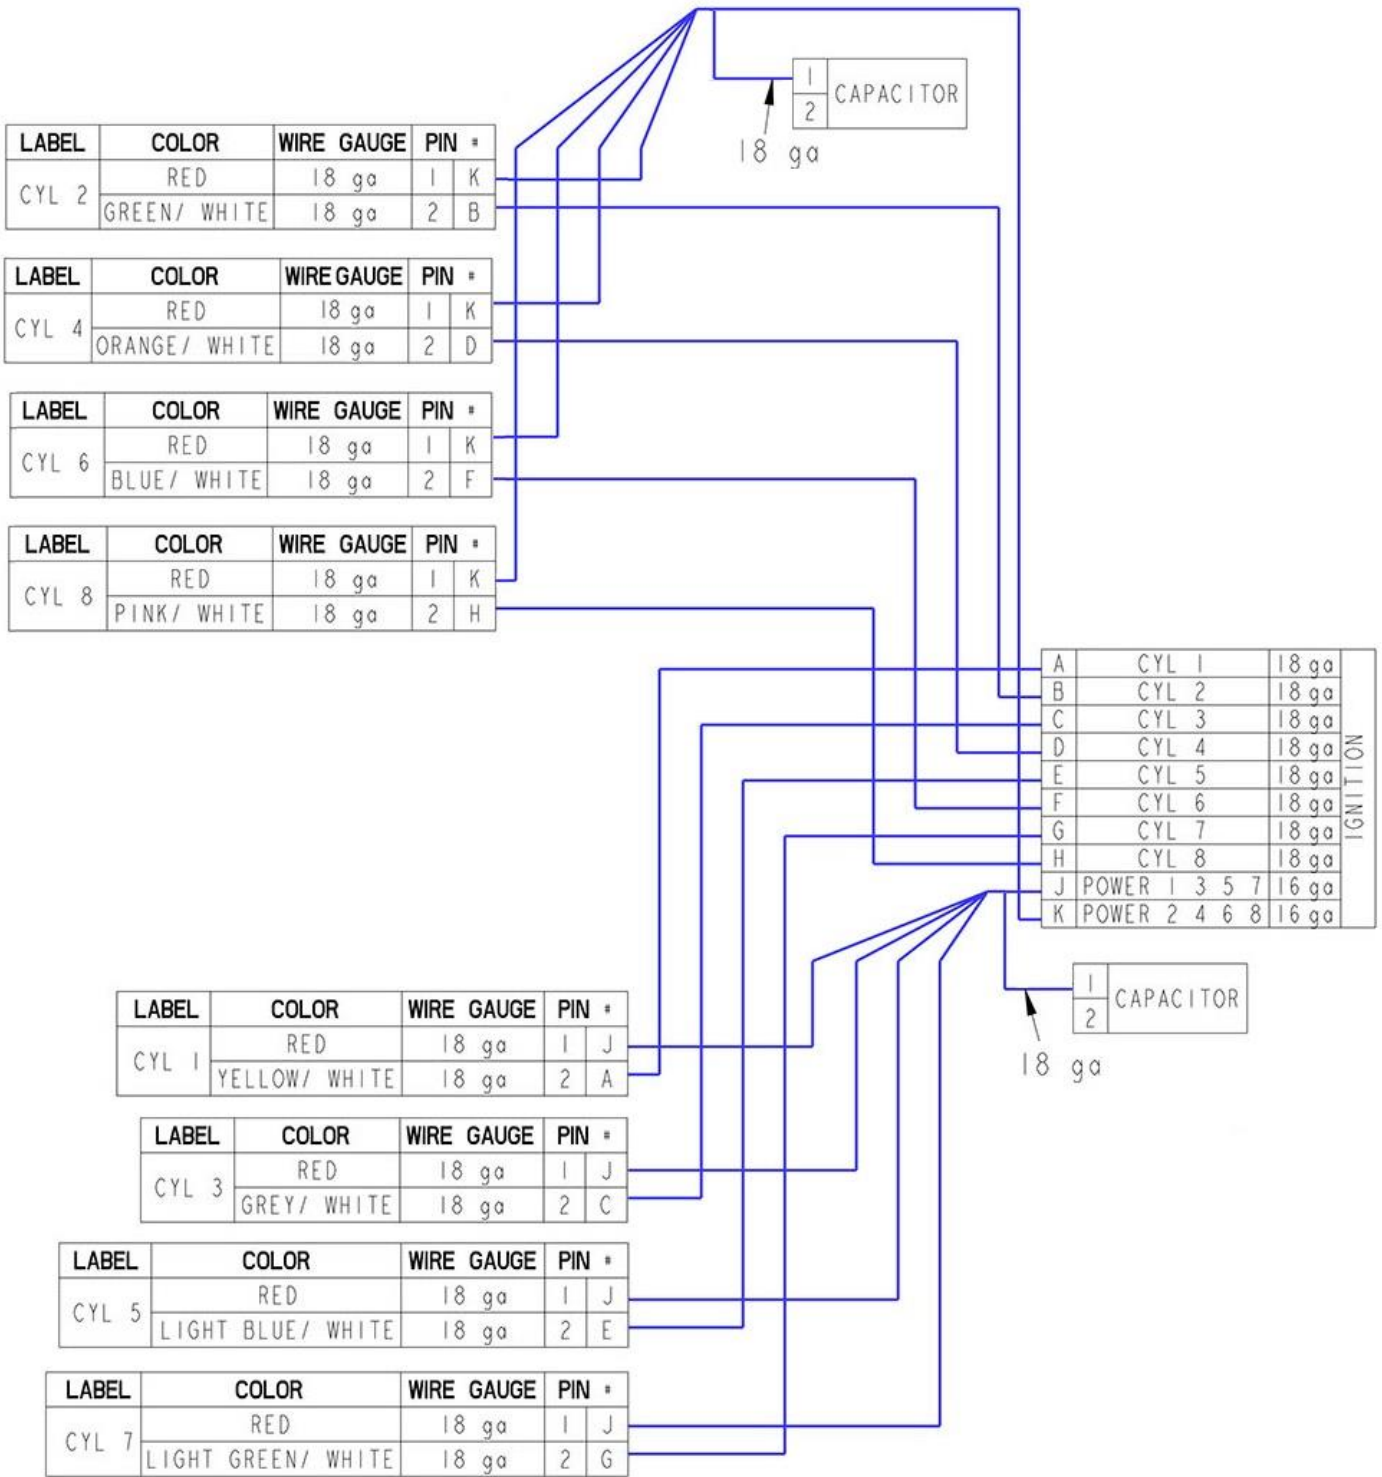 1 CAPACITOR
2
18 ga
LABEL COLOR WIRE GAUGE PIN #
CYL 2 RED 18 ga 1 K
GREEN/ WHITE 18 ga 2 B
LABEL COLOR WIRE GAUGE PIN #
CYL 4 RED 18 ga 1 K
ORANGE/ WHITE 18 ga 2 D
LABEL COLOR WIRE GAUGE PIN #
CYL 6 RED 18 ga 1 K
BLUE/ WHITE 18 ga 2 F
LABEL COLOR WIRE GAUGE PIN #
CYL 8 RED 18 ga 1 K
PINK/ WHITE 18 ga 2 H
A CYL 1 18 ga
B CYL 2 18 ga
C CYL 3 18 ga
D CYL 4 18 ga
E CYL 5 18 ga
F CYL 6 18 ga
G CYL 7 18 ga
H CYL 8 18 ga
J POWER 1 3 5 7 16 ga
K POWER 2 4 6 8 16 ga
IGNITION
1 CAPACITOR
2
18 ga
LABEL COLOR WIRE GAUGE PIN #
CYL 1 RED 18 ga 1 J
YELLOW/ WHITE 18 ga 2 A
LABEL COLOR WIRE GAUGE PIN #
CYL 3 RED 18 ga 1 J
GREY/ WHITE 18 ga 2 C
LABEL COLOR WIRE GAUGE PIN #
CYL 5 RED 18 ga 1 J
LIGHT BLUE/ WHITE 18 ga 2 E
LABEL COLOR WIRE GAUGE PIN #
CYL 7 RED 18 ga 1 J
LIGHT GREEN/ WHITE 18 ga 2 G